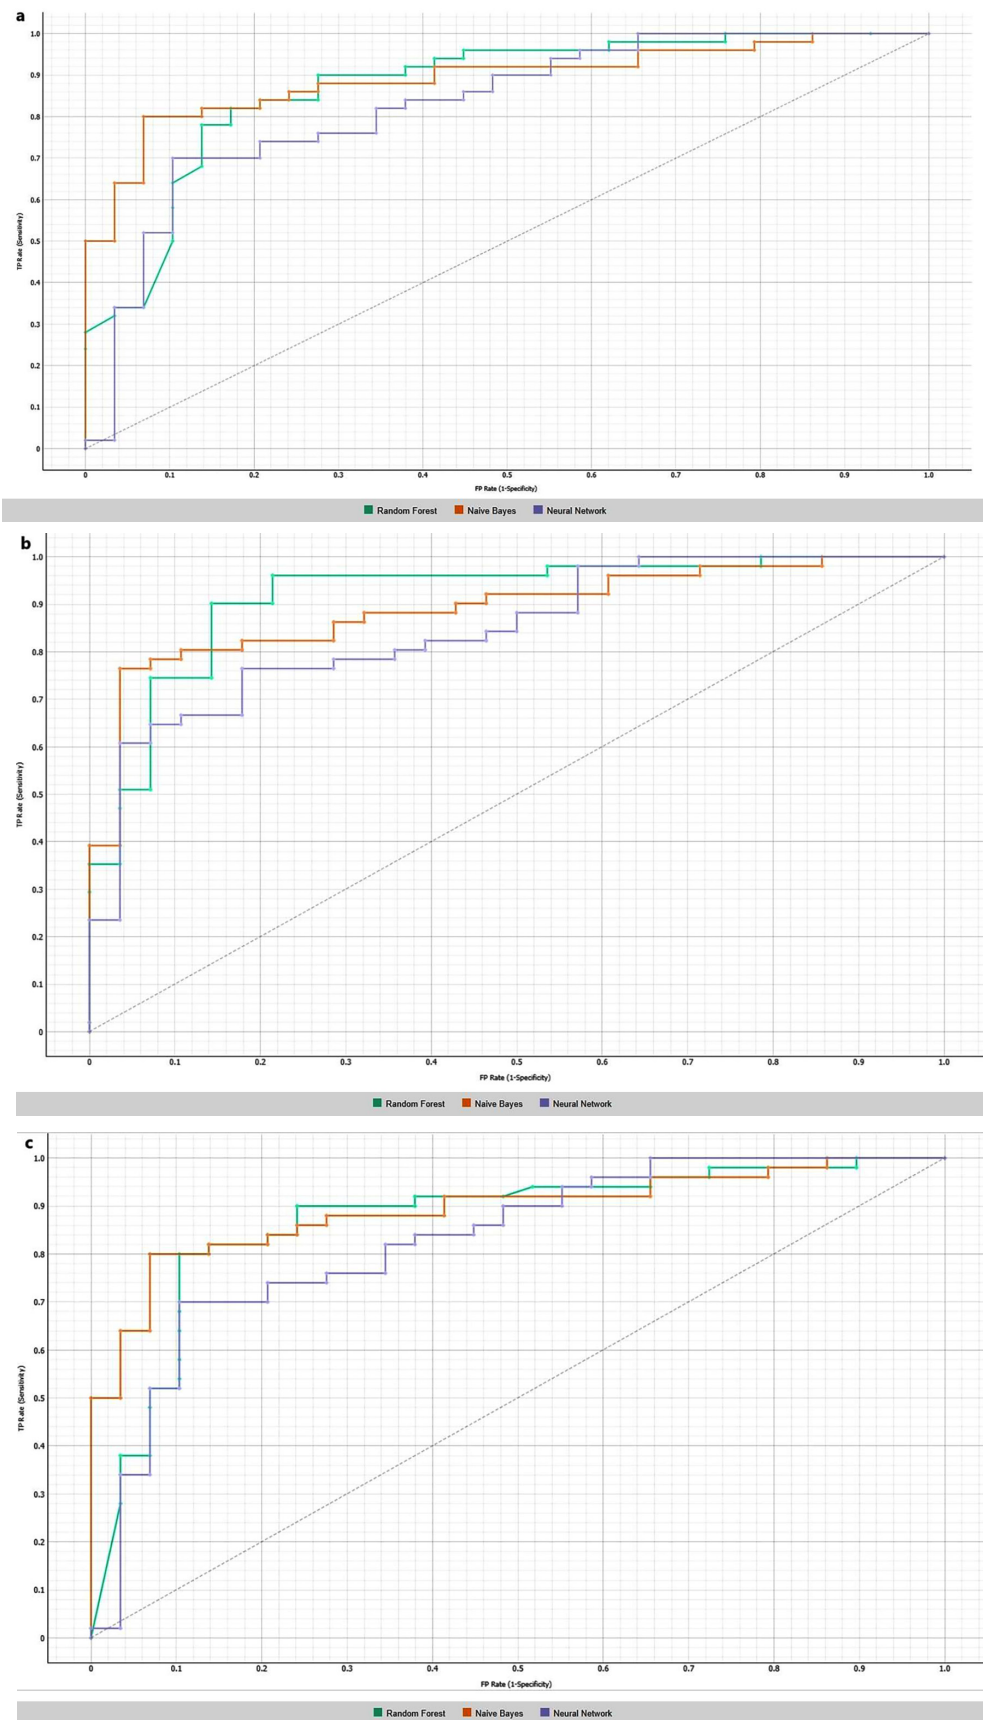 a
1.0
0.9
0.8
0.7
0.6
0.5
0.4
0.3
0.2
0.1
0
TP Rate (Sensitivity)
0 0.1 0.2 0.3 0.4 0.5 0.6 0.7 0.8 0.9 1.0
FP Rate (1-Specificity)
Random Forest Naive Bayes Neural Network
b
1.0
0.9
0.8
0.7
0.6
0.5
0.4
0.3
0.2
0.1
0
TP Rate (Sensitivity)
0 0.1 0.2 0.3 0.4 0.5 0.6 0.7 0.8 0.9 1.0
FP Rate (1-Specificity)
Random Forest Naive Bayes Neural Network
c
1.0
0.9
0.8
0.7
0.6
0.5
0.4
0.3
0.2
0.1
0
TP Rate (Sensitivity)
0 0.1 0.2 0.3 0.4 0.5 0.6 0.7 0.8 0.9 1.0
FP Rate (1-Specificity)
Random Forest Naive Bayes Neural Network